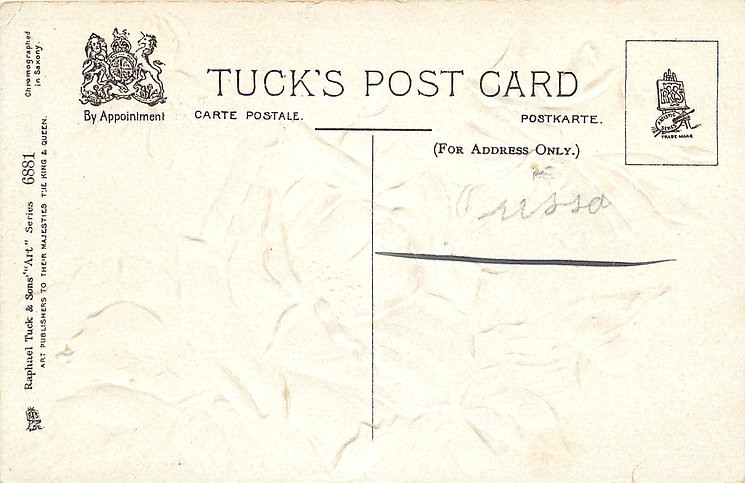 TUCK'S POST CARD
By Appointment
CARTE POSTALE.
POSTKARTE.
(FOR ADDRESS ONLY.)
TRADE MARK
Chromographed
in Saxony.
Raphael Tuck & Sons' "Art" Series 6881
ART PUBLISHERS TO THEIR MAJESTIES THE KING & QUEEN.